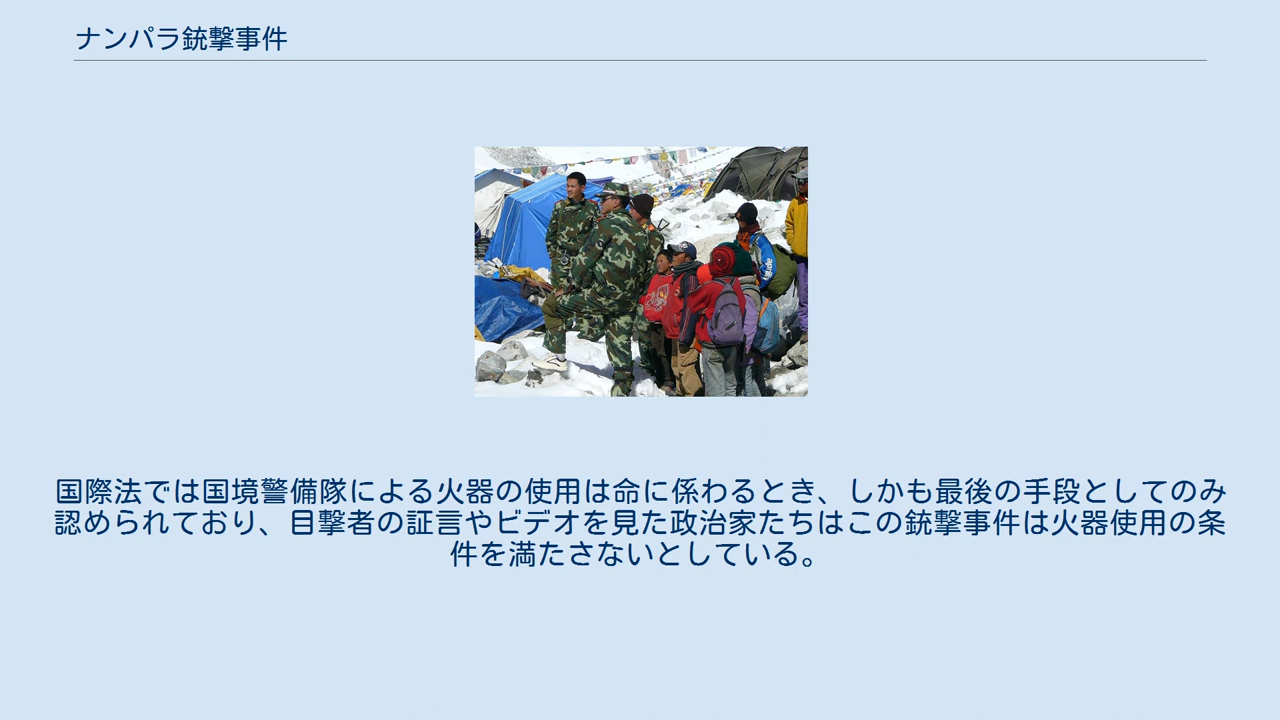 ナンパラ銃撃事件
国際法では国境警備隊による火器の使用は命に係わるとき、しかも最後の手段としてのみ
認められており、目撃者の証言やビデオを見た政治家たちはこの銃撃事件は火器使用の条
件を満たさないとしている。